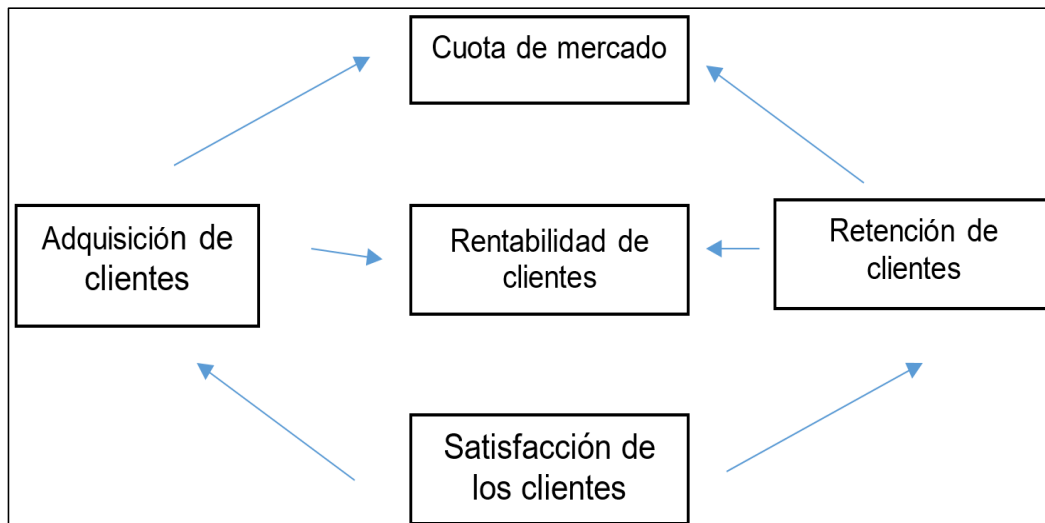 Cuota de mercado
Adquisición de
clientes
Rentabilidad de
clientes
Retención de
clientes
Satisfacción de
los clientes